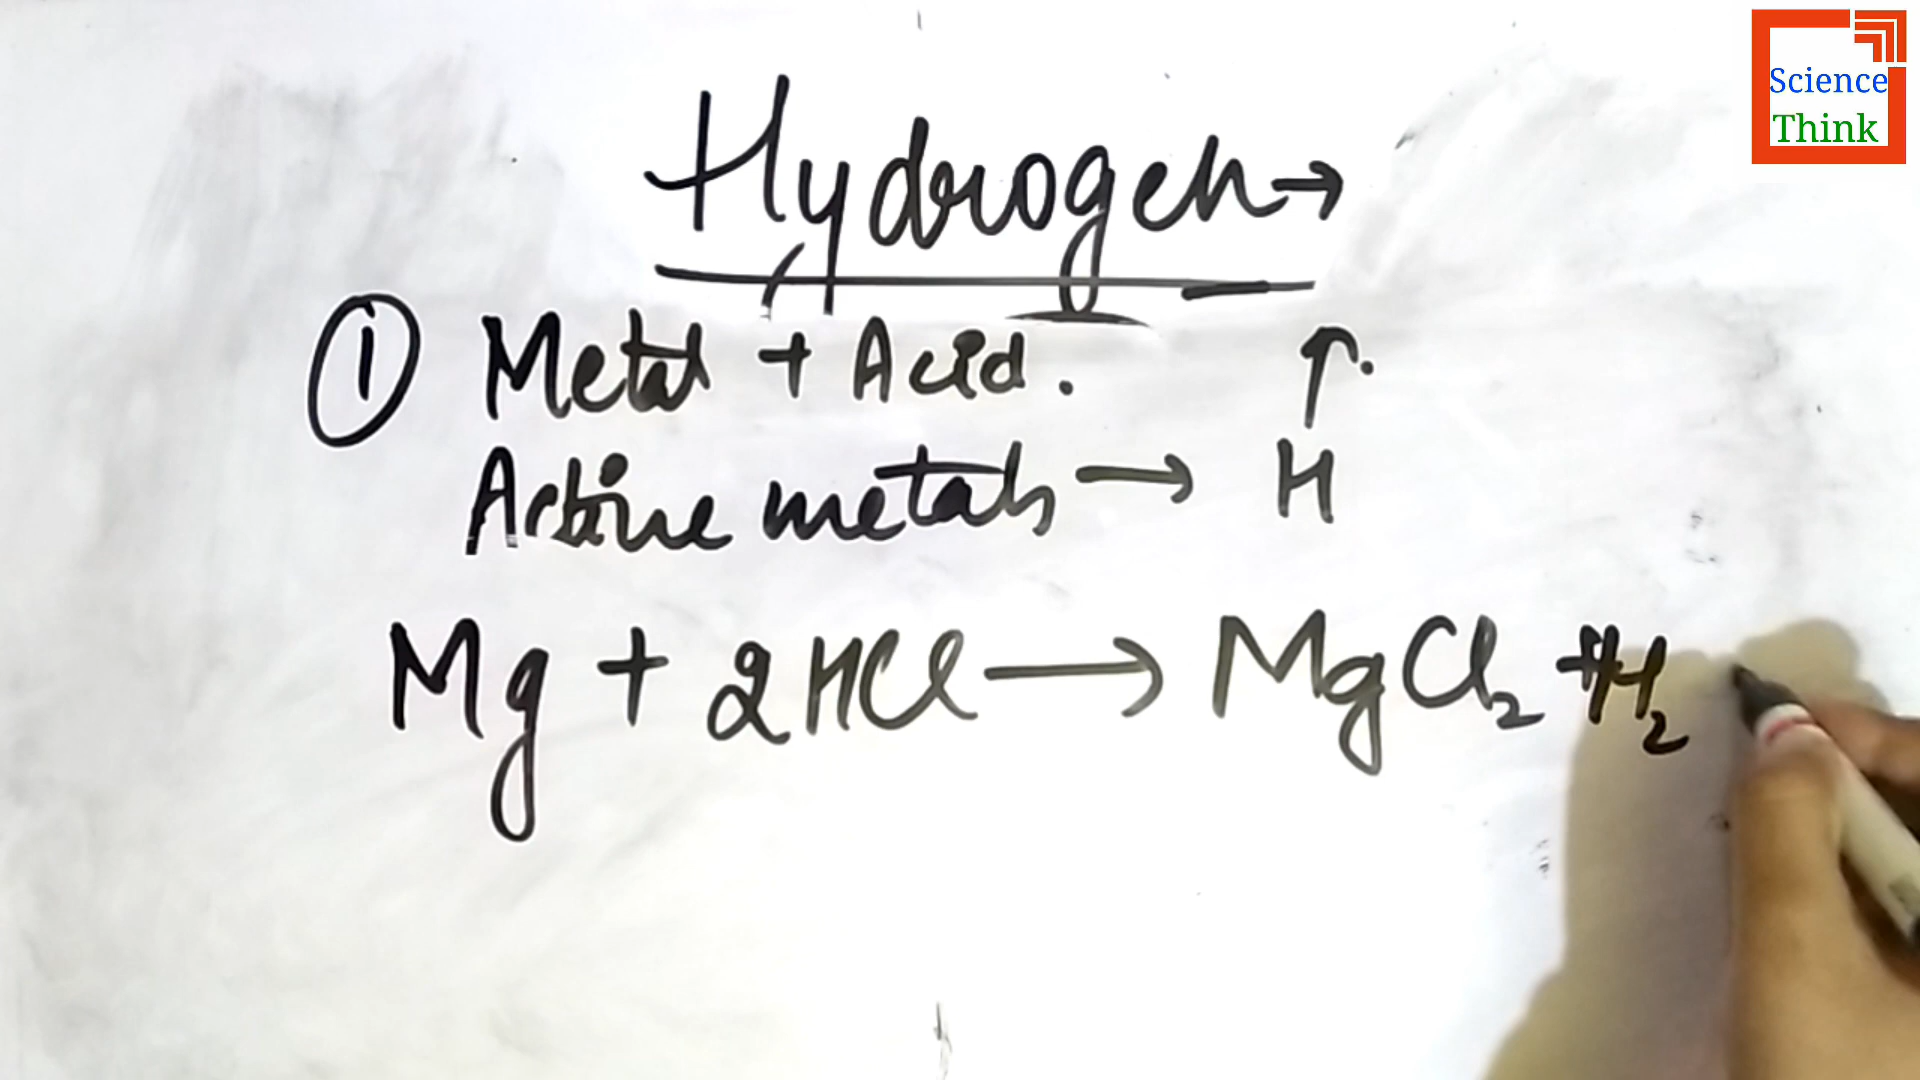 Science
Think
Hydrogen→
① Metal + Acid. ↑.
Active metals → H
Mg + 2HCl → MgCl₂ + H₂